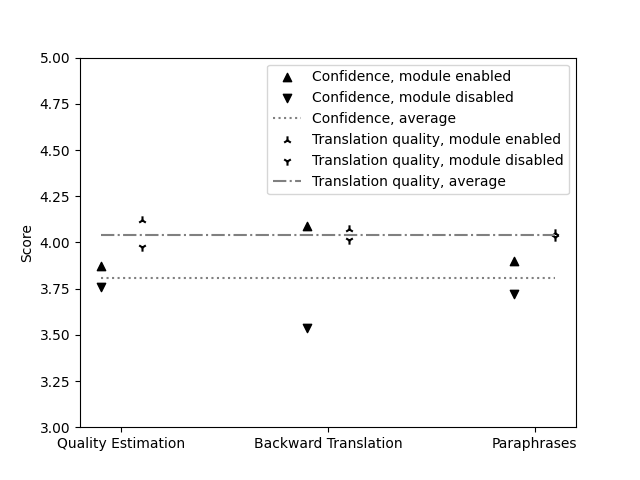 5.00
4.75
4.50
4.25
4.00
3.75
3.50
3.25
3.00
Score
Confidence, module enabled
Confidence, module disabled
Confidence, average
Translation quality, module enabled
Translation quality, module disabled
Translation quality, average
Quality Estimation
Backward Translation
Paraphrases